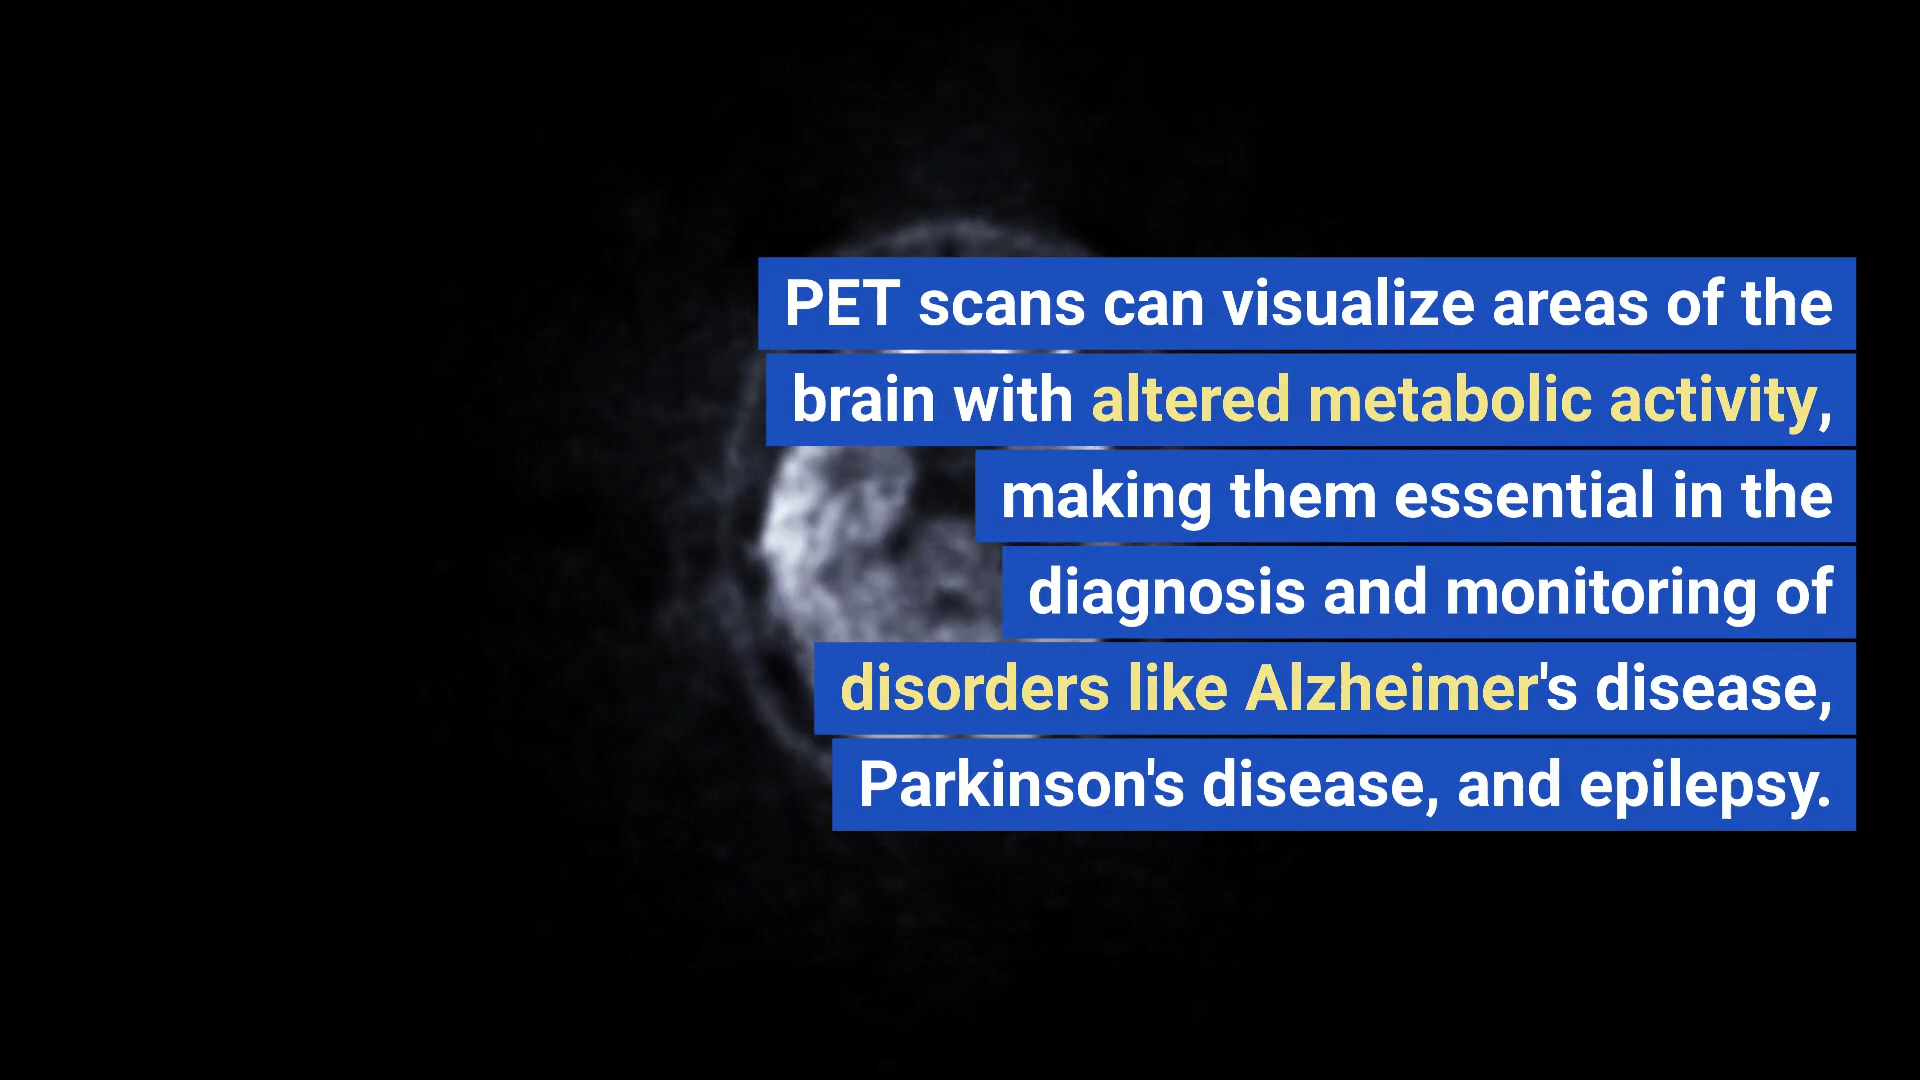 PET scans can visualize areas of the
brain with altered metabolic activity,
making them essential in the
diagnosis and monitoring of
disorders like Alzheimer's disease,
Parkinson's disease, and epilepsy.